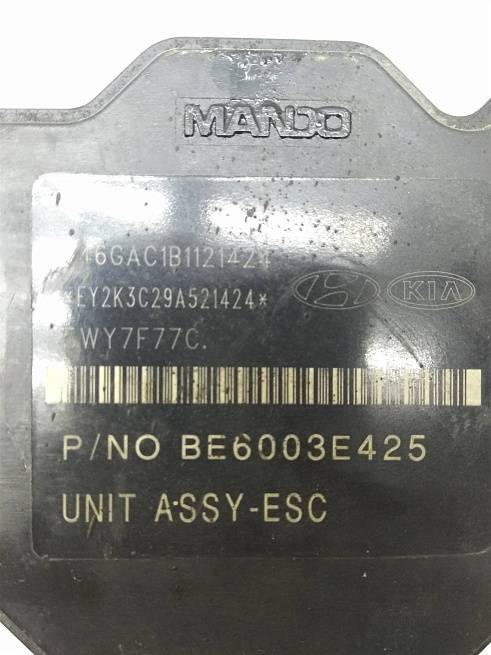 MANDO
16GAC1B1121424
*EY2K3C29A521424*
KIA
WY7F77C.
P/NO BE6003E425
UNIT ASSY-ESC